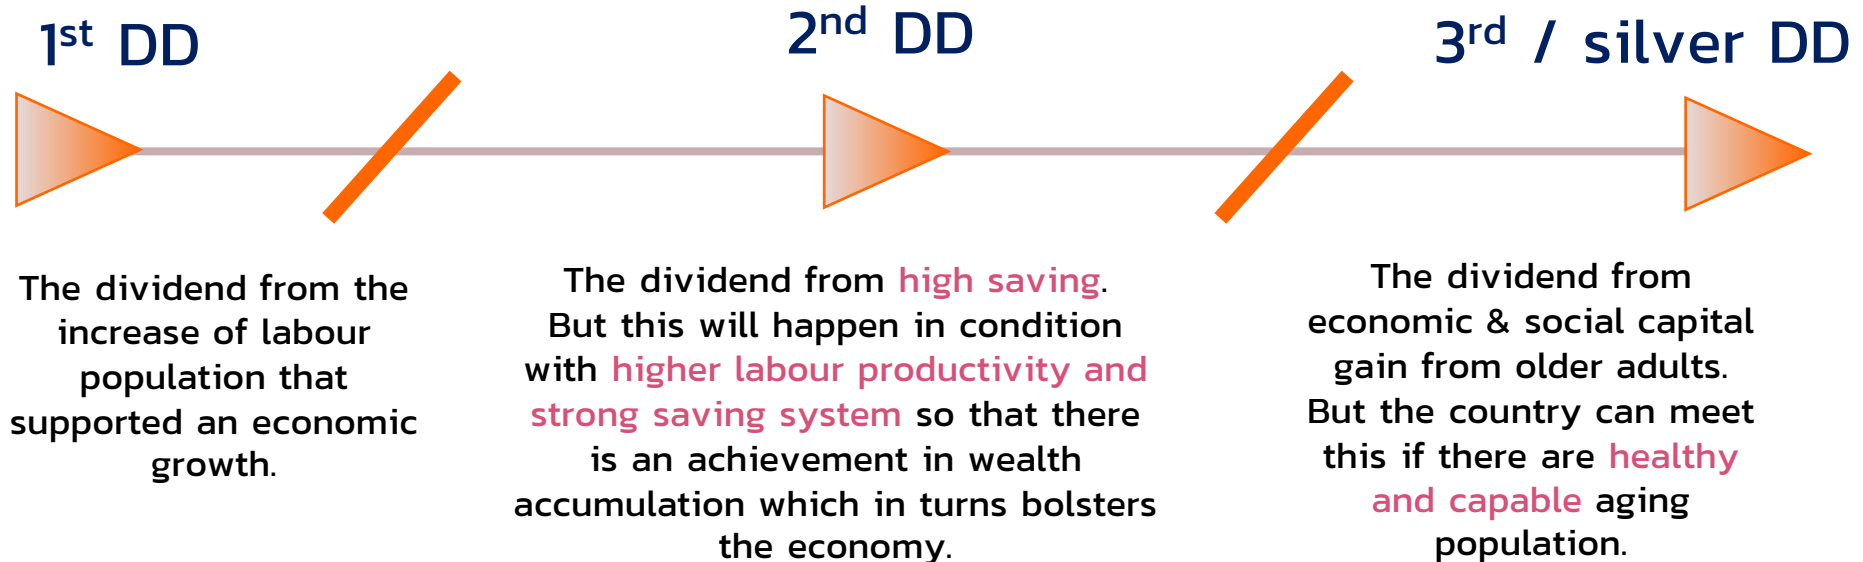 1st DD
The dividend from the
increase of labour
population that
supported an economic
growth.
2nd DD
The dividend from high saving.
But this will happen in condition
with higher labour productivity and
strong saving system so that there
is an achievement in wealth
accumulation which in turns bolsters
the economy.
3rd / silver DD
The dividend from
economic & social capital
gain from older adults.
But the country can meet
this if there are healthy
and capable aging
population.